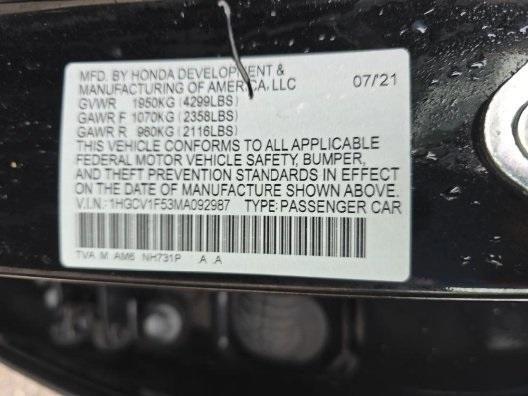 MFD. BY HONDA DEVELOPMENT &
MANUFACTURING OF AMERICA, LLC 07/21
GVWR 1950KG (4299LBS)
GAWR F 1070KG (2358LBS)
GAWR R 960KG (2116LBS)
THIS VEHICLE CONFORMS TO ALL APPLICABLE
FEDERAL MOTOR VEHICLE SAFETY, BUMPER,
AND THEFT PREVENTION STANDARDS IN EFFECT
ON THE DATE OF MANUFACTURE SHOWN ABOVE.
V.I.N.: 1HGCV1F53MA092987 TYPE: PASSENGER CAR
TVA M AM6 NH731P A A